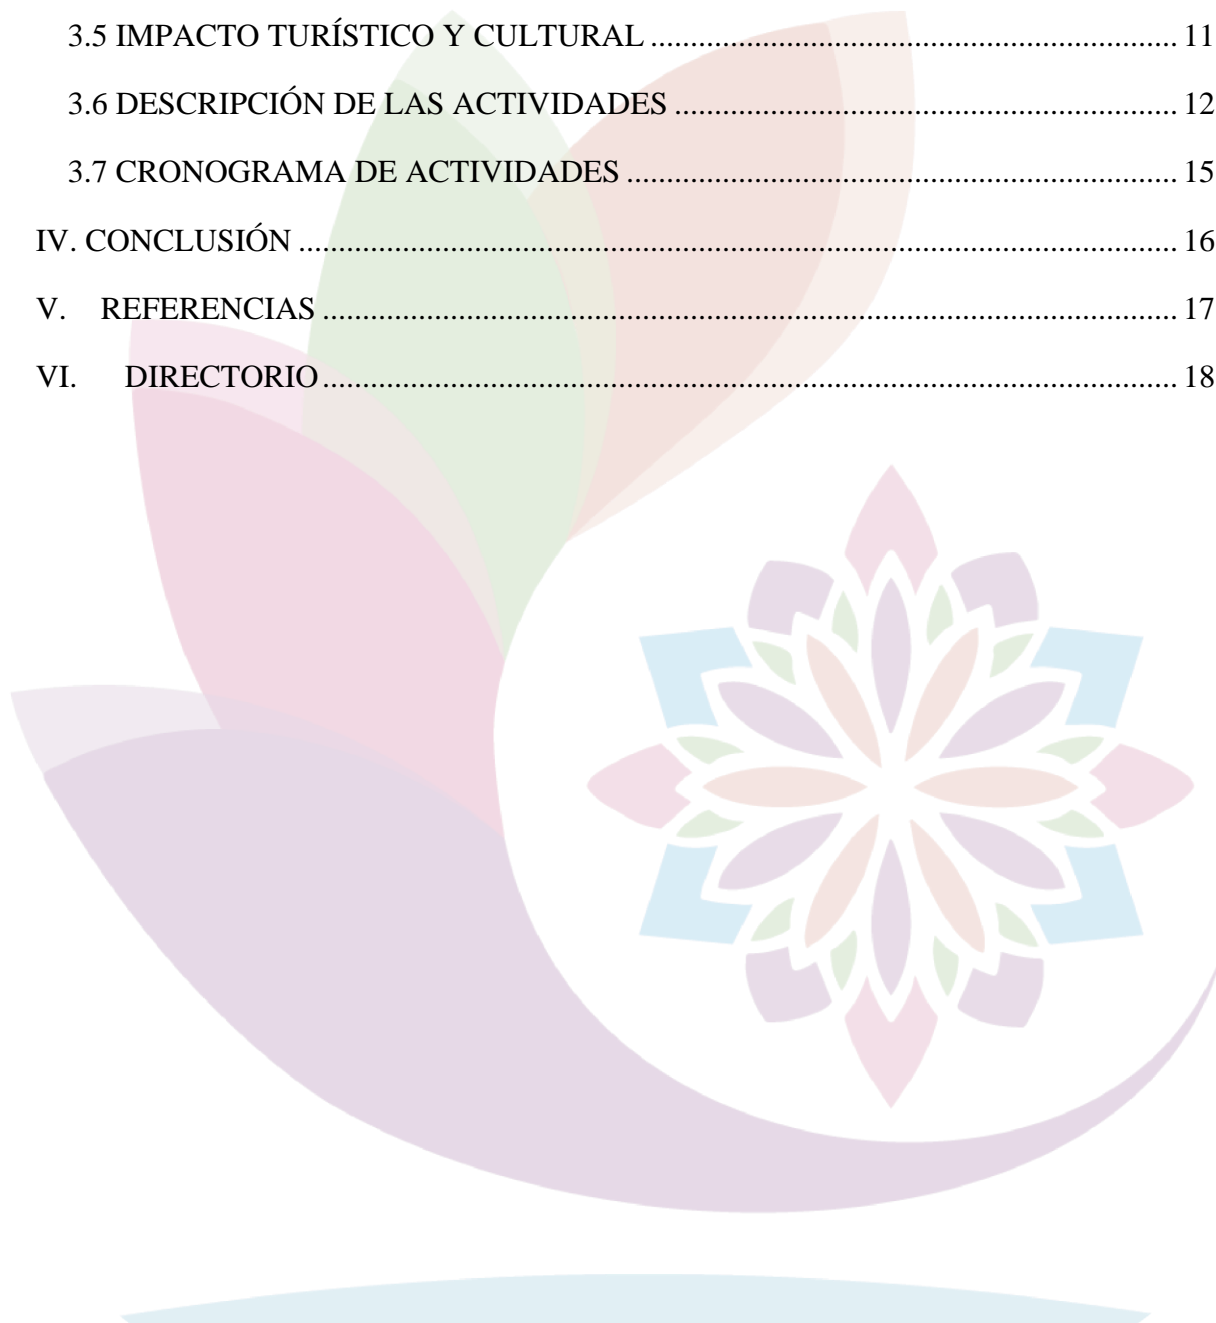 3.5 IMPACTO TURÍSTICO Y CULTURAL ................................................................ 11
3.6 DESCRIPCIÓN DE LAS ACTIVIDADES ............................................................. 12
3.7 CRONOGRAMA DE ACTIVIDADES ................................................................... 15
IV. CONCLUSIÓN ........................................................................................................... 16
V. REFERENCIAS ........................................................................................................ 17
VI. DIRECTORIO ........................................................................................................ 18